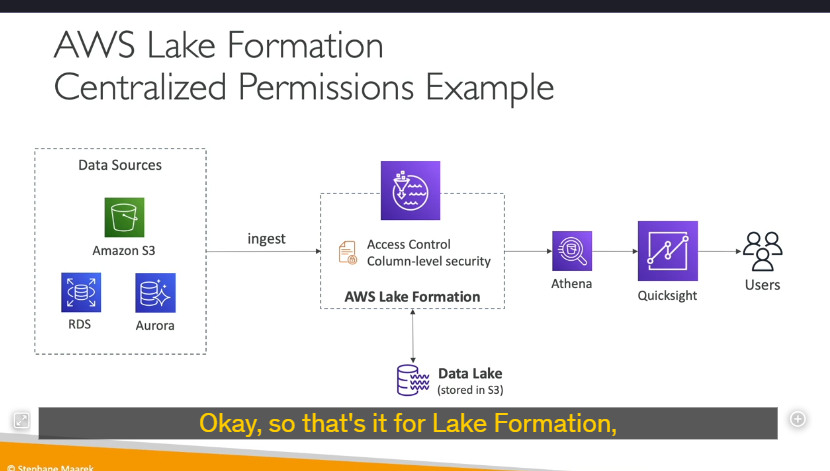 AWS Lake Formation
Centralized Permissions Example
Data Sources
Amazon S3
RDS
Aurora
ingest
Access Control
Column-level security
AWS Lake Formation
Data Lake
(stored in S3)
Athena
Quicksight
Users
Okay, so that's it for Lake Formation,
© Stephane Maarek